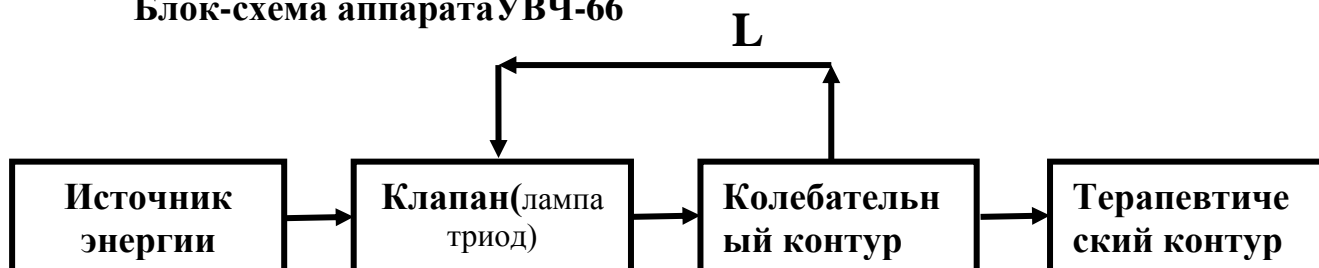 Блок-схема аппаратаУВЧ-66
L
Источник
энергии
Клапан(лампа
триод)
Колебательн
ый контур
Терапевтиче
ский контур